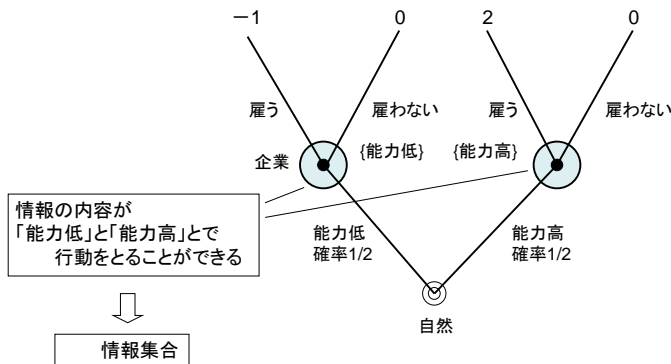 －1 0 2 0
雇う 雇わない 雇う 雇わない
企業 {能力低} {能力高}
情報の内容が
「能力低」と「能力高」とで
行動をとることができる
能力低 能力高
確率1/2 確率1/2
自然
情報集合